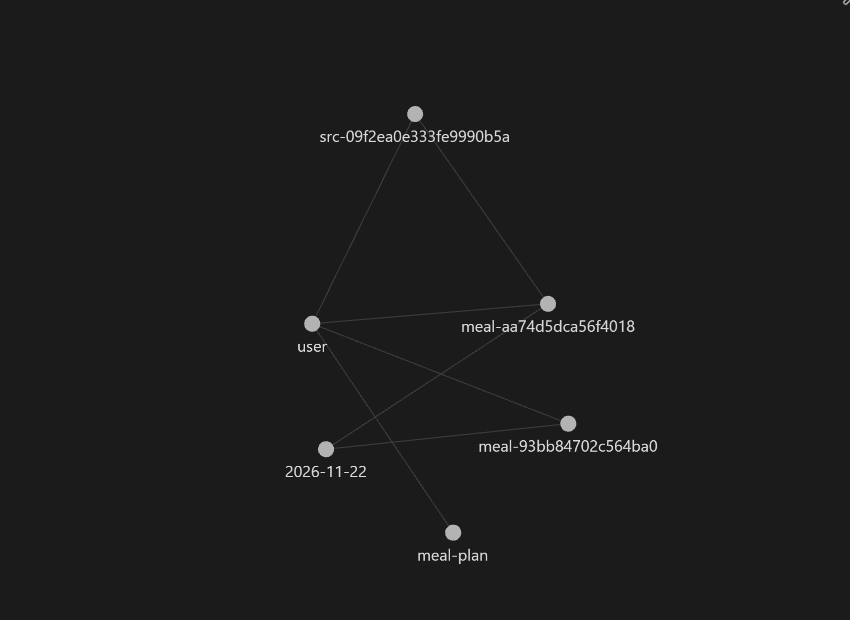 src-09f2ea0e333fe9990b5a
meal-aa74d5dca56f4018
user
meal-93bb84702c564ba0
2026-11-22
meal-plan